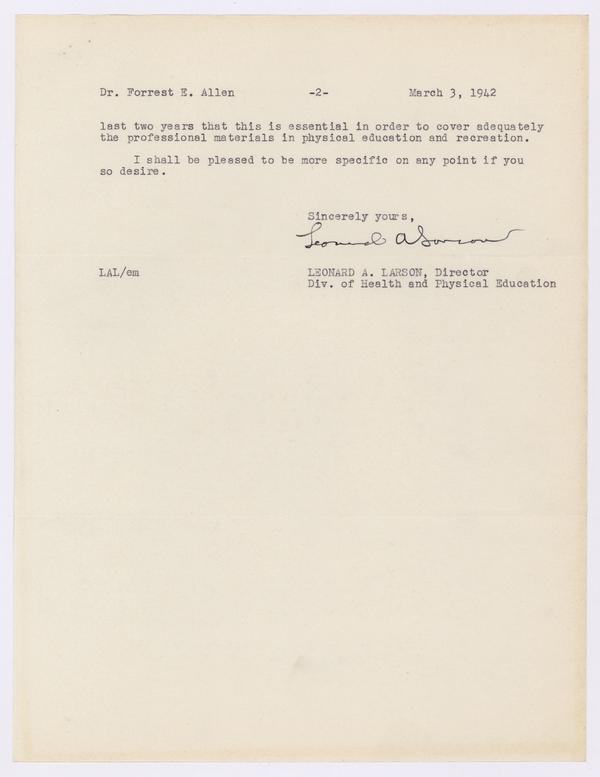 Dr. Forrest E. Allen -2- March 3, 1942
last two years that this is essential in order to cover adequately
the professional materials in physical education and recreation.
I shall be pleased to be more specific on any point if you
so desire.
Sincerely yours,
Leonard A Larson
LAL/em LEONARD A. LARSON, Director
Div. of Health and Physical Education